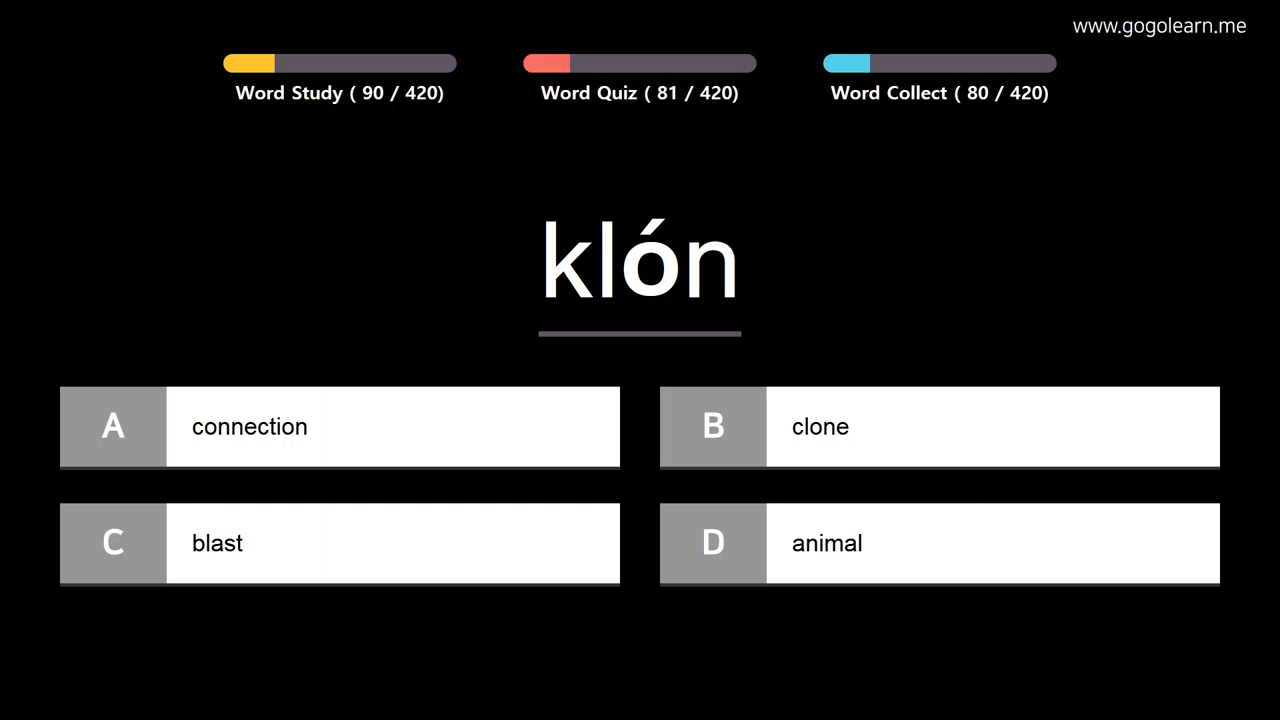 www.gogolearn.me
Word Study ( 90 / 420)
Word Quiz ( 81 / 420)
Word Collect ( 80 / 420)
klón
A connection
B clone
C blast
D animal